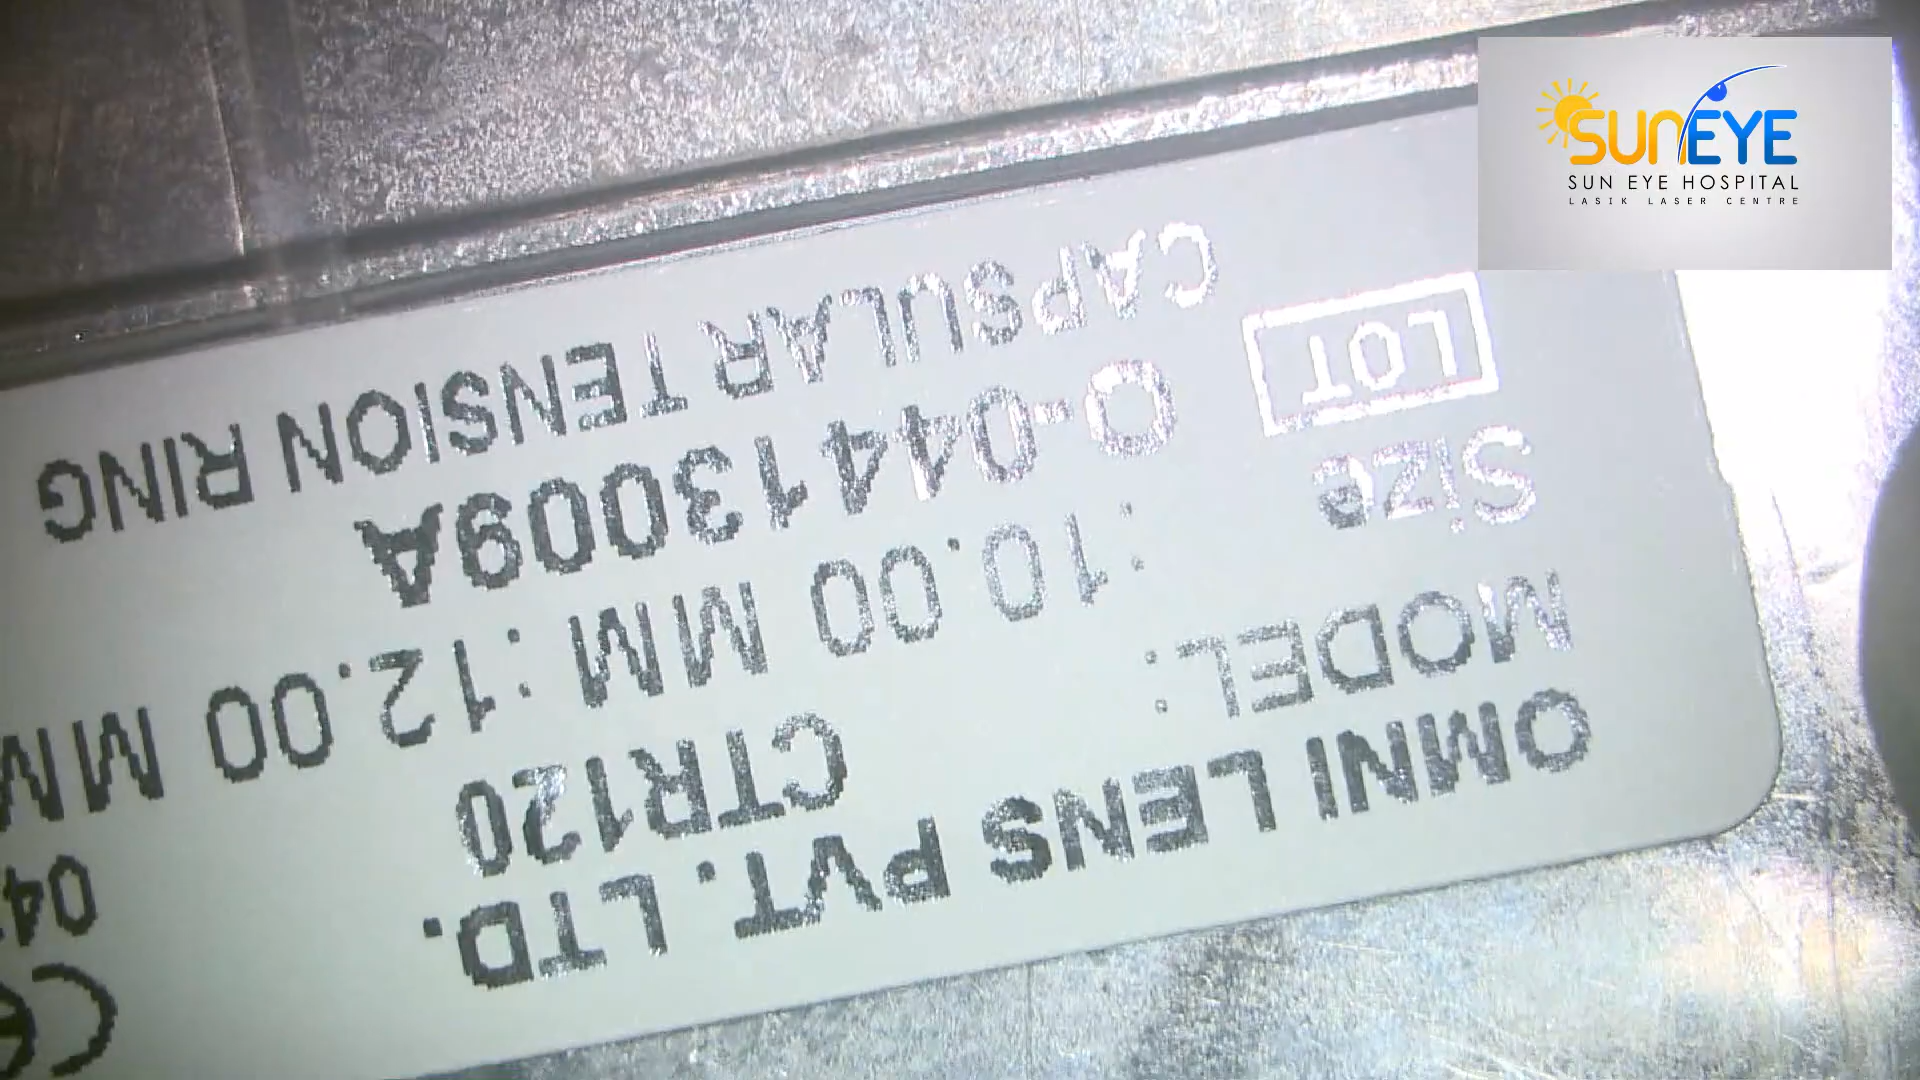 SUNEYE
SUN EYE HOSPITAL
LASIK LASER CENTRE
OMNI LENS PVT. LTD.
CE
MODEL: CTR120
Size :10.00 MM :12.00 MM
LOT O-04413009A
CAPSULAR TENSION RING